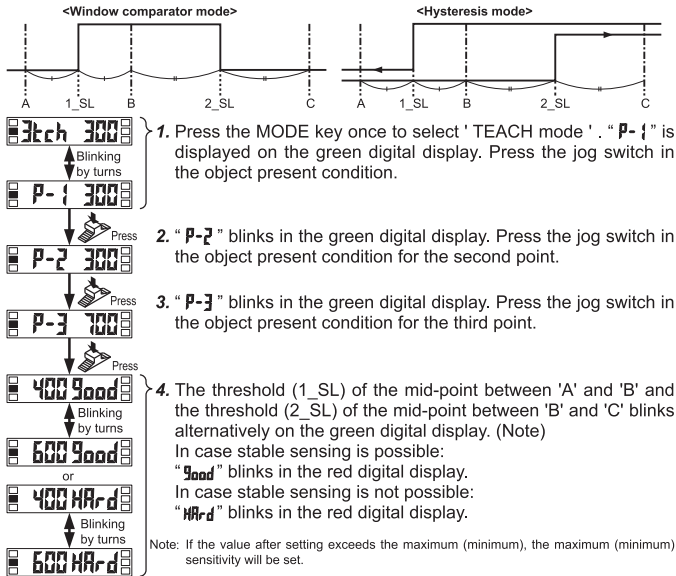 <Window comparator mode>
<Hysteresis mode>
A 1_SL B 2_SL C
A 1_SL B 2_SL C
3tch 300
Blinking
by turns
P-1 300
Press
P-2 300
Press
P-3 700
Press
400 good
Blinking
by turns
600 good
or
400 HArd
Blinking
by turns
600 HArd
1. Press the MODE key once to select ' TEACH mode ' . “ P-1 ” is
displayed on the green digital display. Press the jog switch in
the object present condition.
2. “ P-2 ” blinks in the green digital display. Press the jog switch in
the object present condition for the second point.
3. “ P-3 ” blinks in the green digital display. Press the jog switch in
the object present condition for the third point.
4. The threshold (1_SL) of the mid-point between 'A' and 'B' and
the threshold (2_SL) of the mid-point between 'B' and 'C' blinks
alternatively on the green digital display. (Note)
In case stable sensing is possible:
“ good ” blinks in the red digital display.
In case stable sensing is not possible:
“ HArd ” blinks in the red digital display.
Note: If the value after setting exceeds the maximum (minimum), the maximum (minimum)
sensitivity will be set.